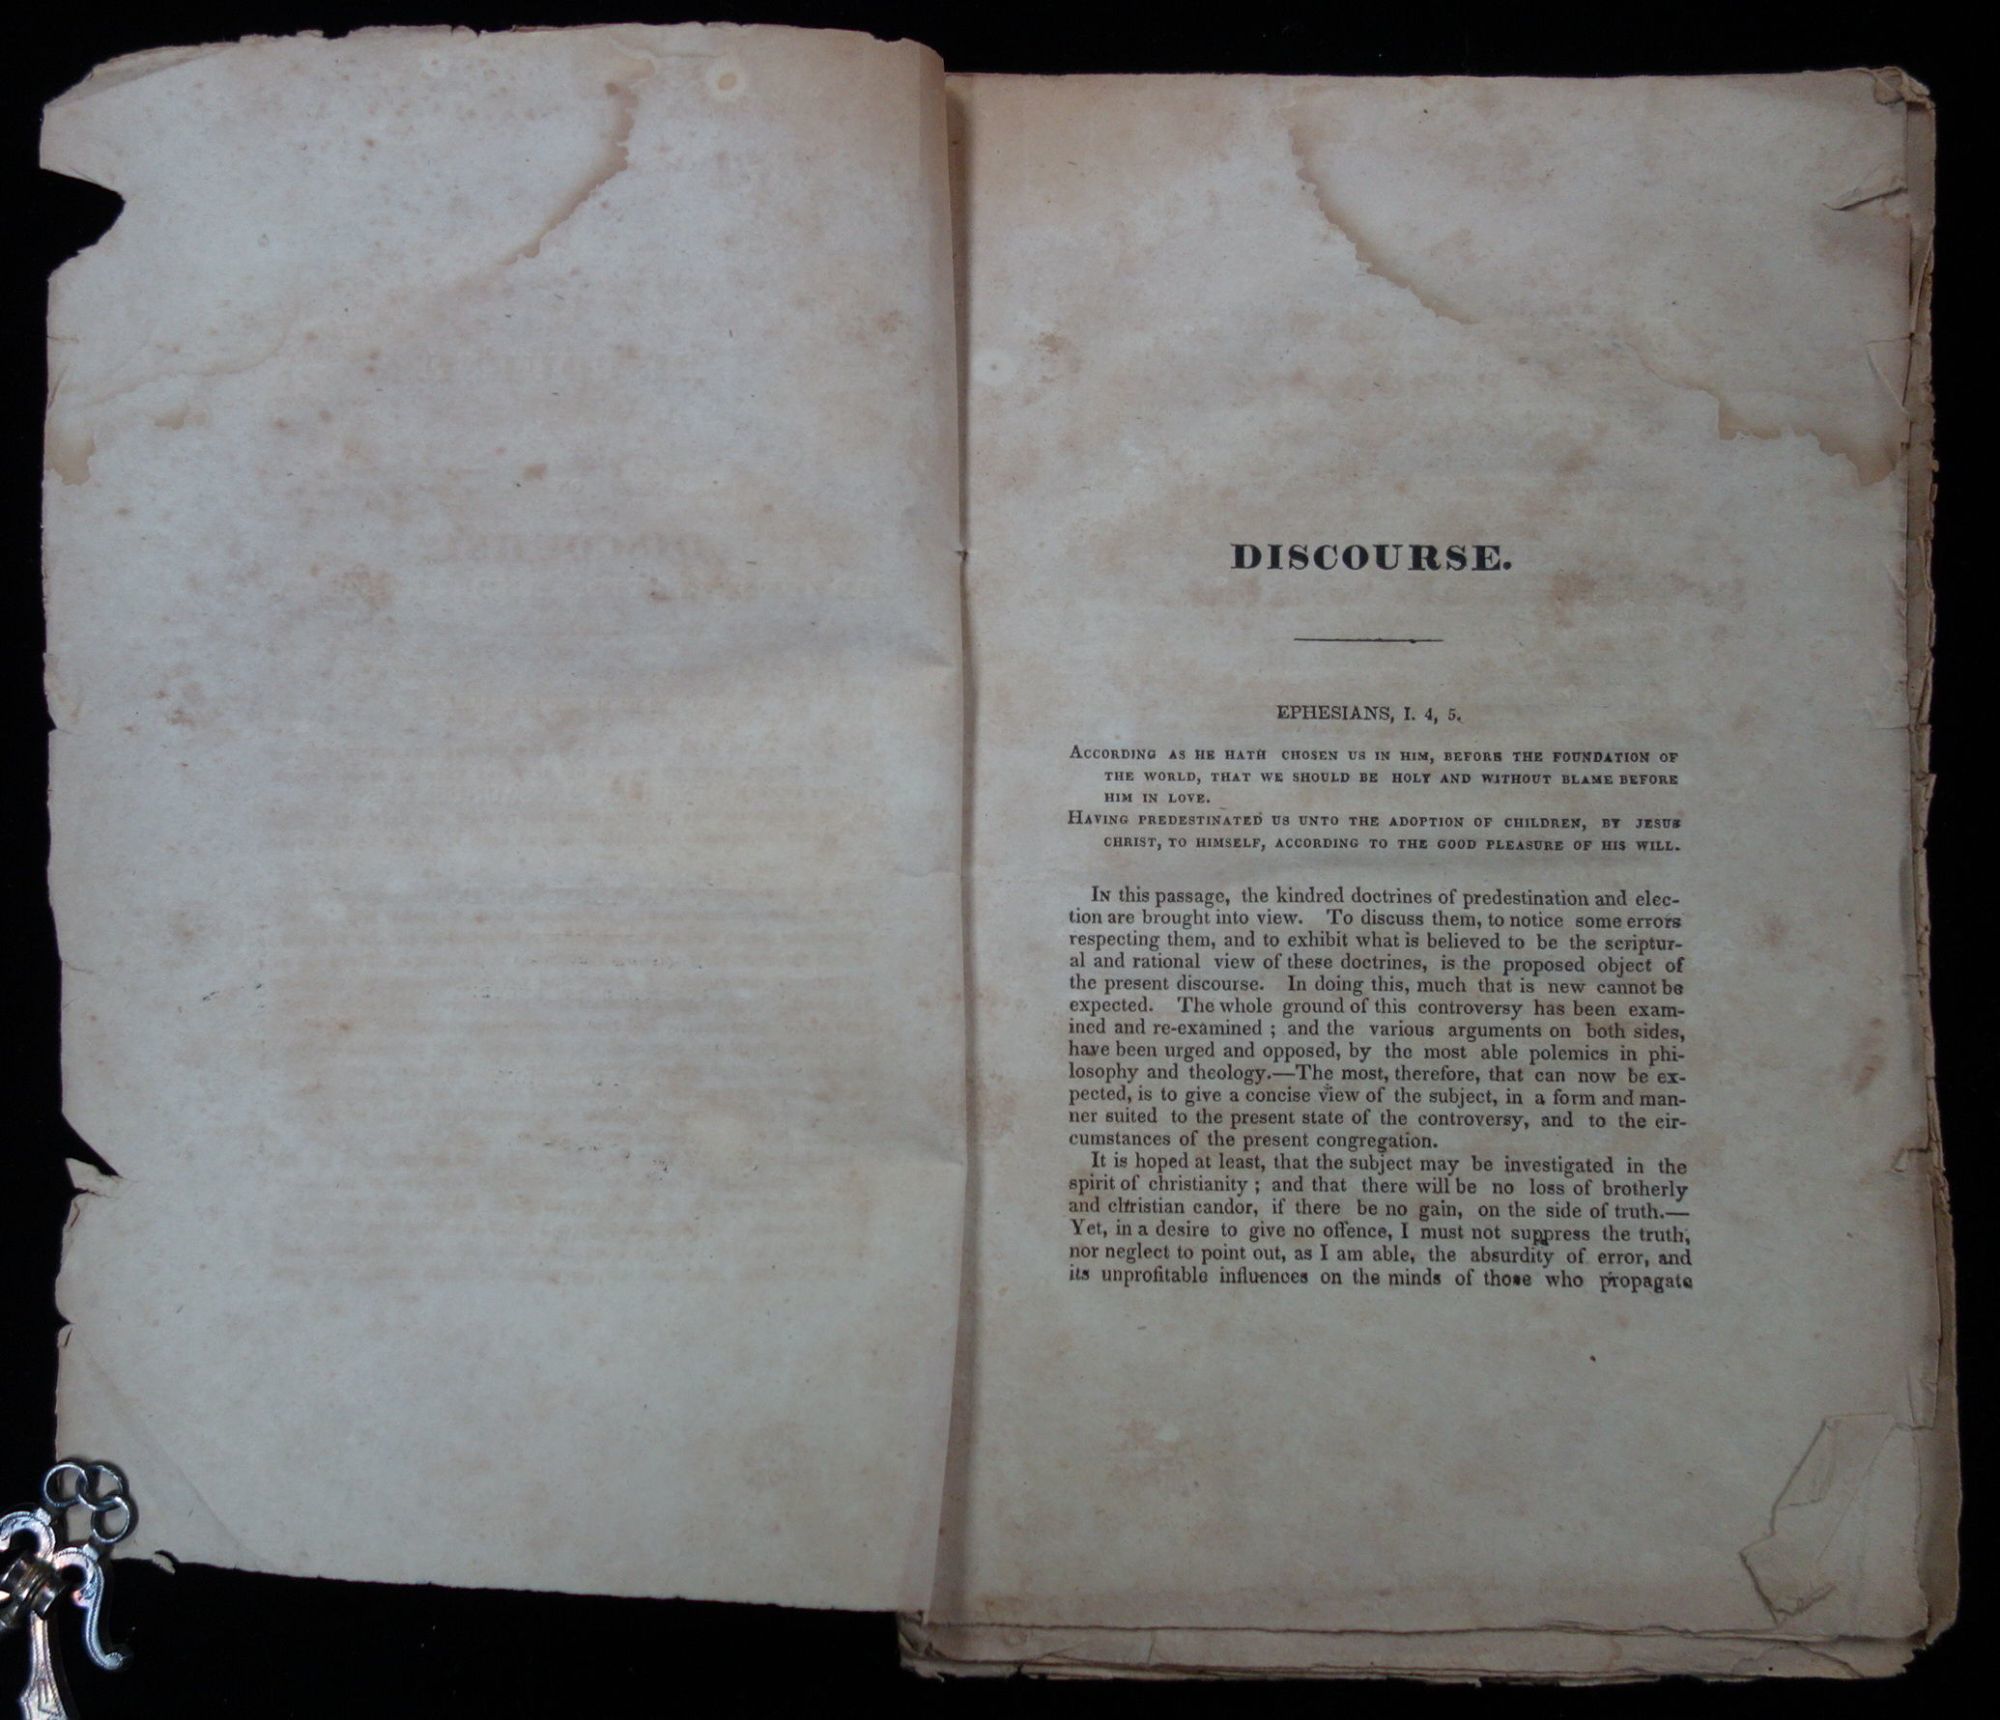 DISCOURSE.
EPHESIANS, I. 4, 5.
ACCORDING AS HE HATH CHOSEN US IN HIM, BEFORE THE FOUNDATION OF
THE WORLD, THAT WE SHOULD BE HOLY AND WITHOUT BLAME BEFORE
HIM IN LOVE.
HAVING PREDESTINATED US UNTO THE ADOPTION OF CHILDREN, BY JESUS
CHRIST, TO HIMSELF, ACCORDING TO THE GOOD PLEASURE OF HIS WILL.
IN this passage, the kindred doctrines of predestination and elec-
tion are brought into view. To discuss them, to notice some errors
respecting them, and to exhibit what is believed to be the scriptur-
al and rational view of these doctrines, is the proposed object of
the present discourse. In doing this, much that is new cannot be
expected. The whole ground of this controversy has been exam-
ined and re-examined ; and the various arguments on both sides,
have been urged and opposed, by the most able polemics in phi-
losophy and theology.—The most, therefore, that can now be ex-
pected, is to give a concise view of the subject, in a form and man-
ner suited to the present state of the controversy, and to the cir-
cumstances of the present congregation.
It is hoped at least, that the subject may be investigated in the
spirit of christianity ; and that there will be no loss of brotherly
and christian candor, if there be no gain, on the side of truth.—
Yet, in a desire to give no offence, I must not suppress the truth,
nor neglect to point out, as I am able, the absurdity of error, and
its unprofitable influences on the minds of those who propagate